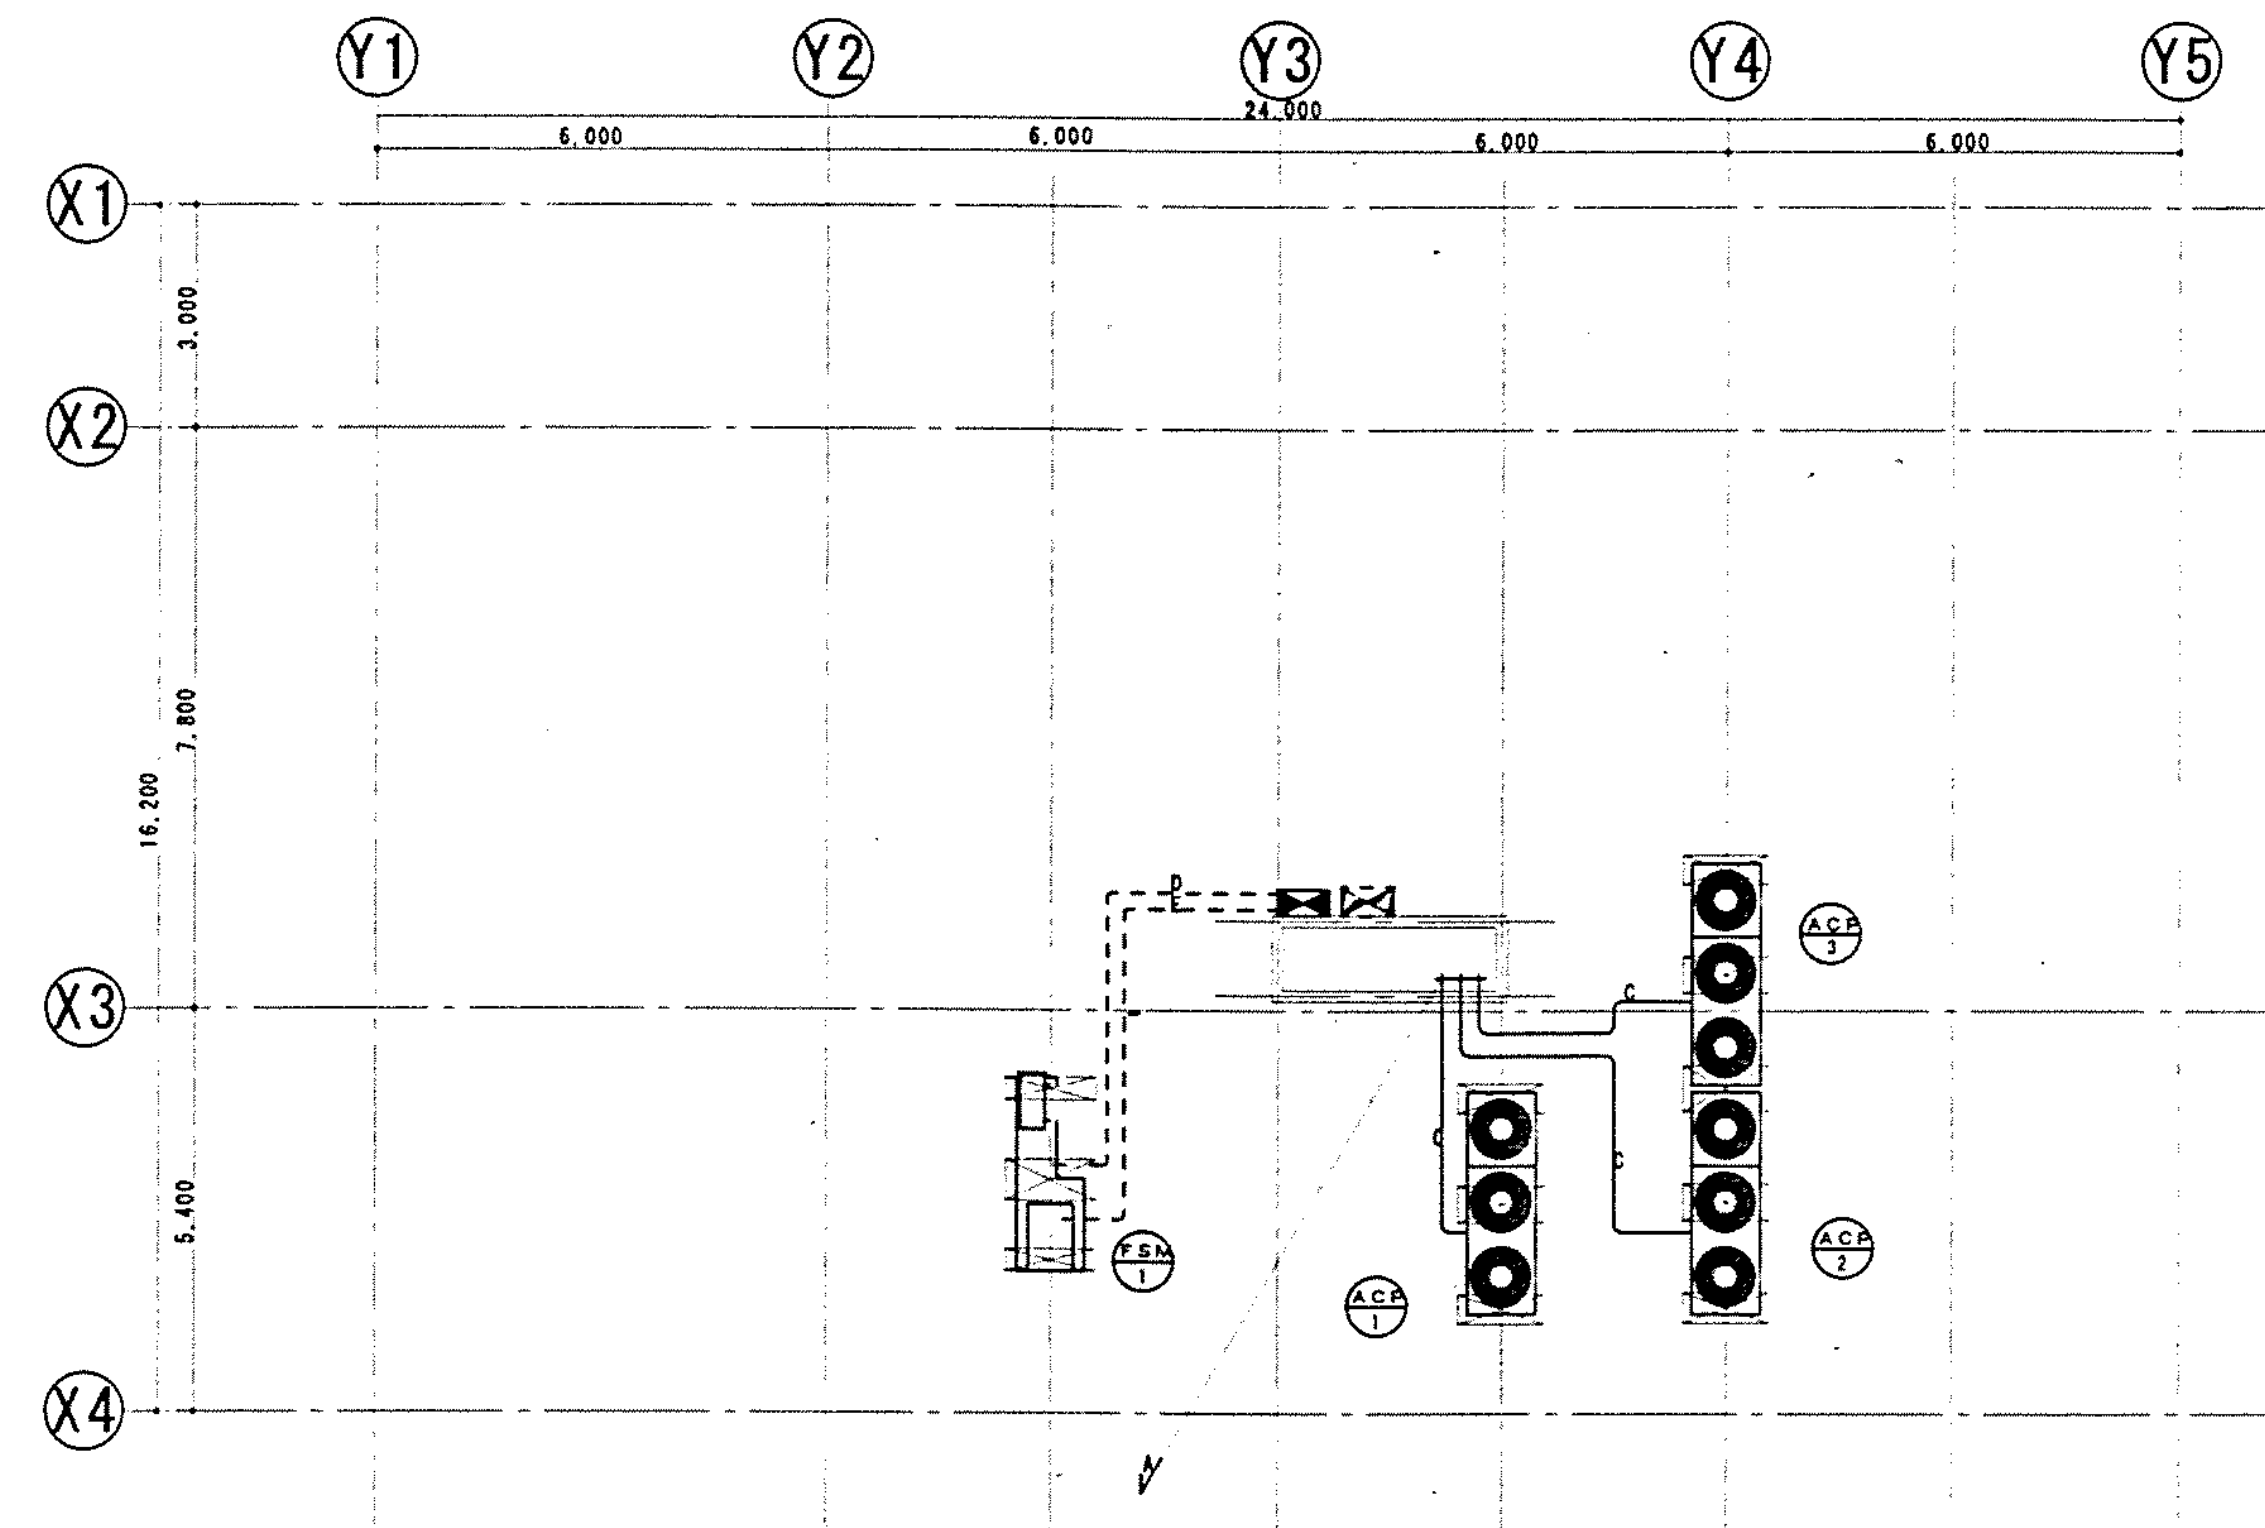 Y1 Y2 Y3 Y4 Y5
24.000
6,000 6.000 6.000 6.000
X1
3.000
X2
7.800
16.200
D
E
ACP
3
C
X3
C
C
FSM
1
ACP
2
ACP
1
5.400
X4
N